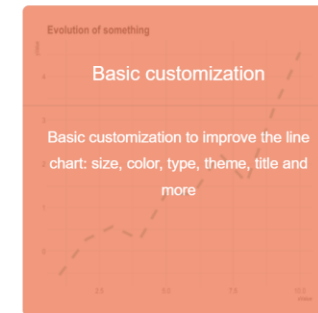 Evolution of something
Basic customization
Basic customization to improve the line
chart: size, color, type, theme, title and
more
2.5
5.0
7.5
10.0